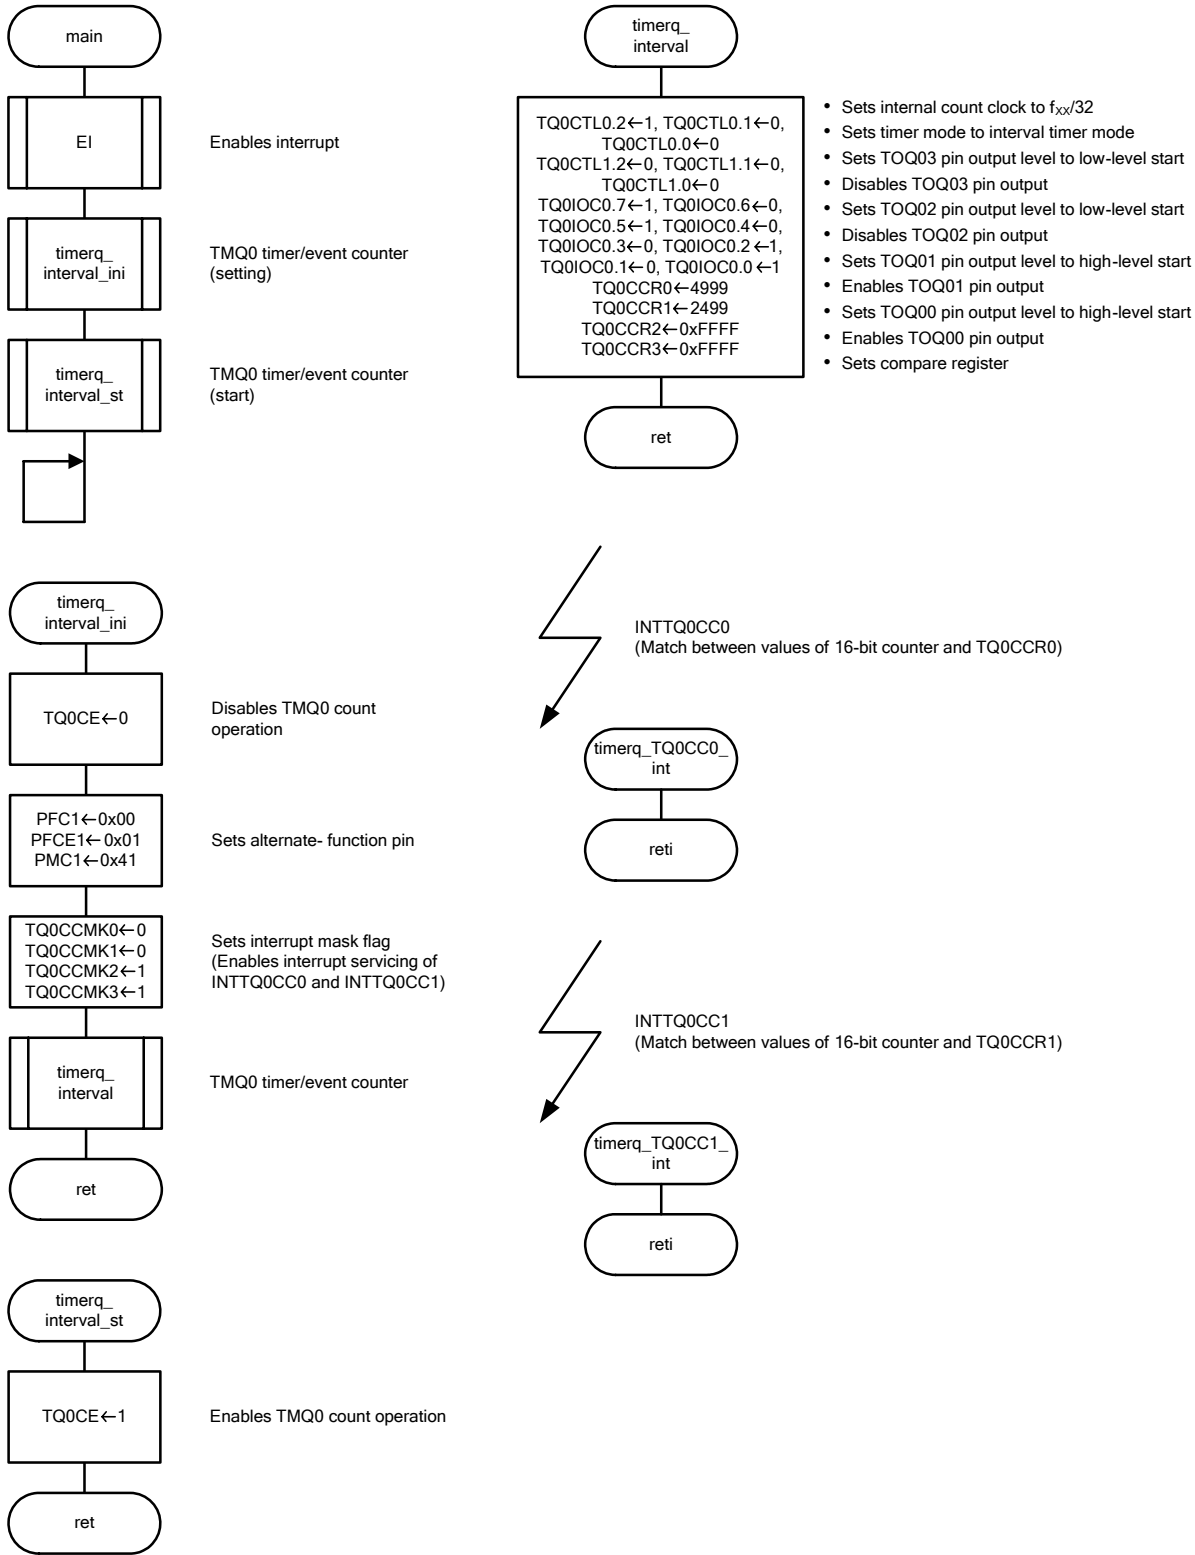 main
EI
Enables interrupt
timerq_
interval_ini
TMQ0 timer/event counter
(setting)
timerq_
interval_st
TMQ0 timer/event counter
(start)
timerq_
interval_ini
TQ0CE←0
Disables TMQ0 count
operation
PFC1←0x00
PFCE1←0x01
PMC1←0x41
Sets alternate- function pin
TQ0CCMK0←0
TQ0CCMK1←0
TQ0CCMK2←1
TQ0CCMK3←1
Sets interrupt mask flag
(Enables interrupt servicing of
INTTQ0CC0 and INTTQ0CC1)
timerq_
interval
TMQ0 timer/event counter
ret
timerq_
interval_st
TQ0CE←1
Enables TMQ0 count operation
ret
timerq_
interval
TQ0CTL0.2←1, TQ0CTL0.1←0,
TQ0CTL0.0←0
TQ0CTL1.2←0, TQ0CTL1.1←0,
TQ0CTL1.0←0
TQ0IOC0.7←1, TQ0IOC0.6←0,
TQ0IOC0.5←1, TQ0IOC0.4←0,
TQ0IOC0.3←0, TQ0IOC0.2←1,
TQ0IOC0.1←0, TQ0IOC0.0←1
TQ0CCR0←4999
TQ0CCR1←2499
TQ0CCR2←0xFFFF
TQ0CCR3←0xFFFF
• Sets internal count clock to fXX/32
• Sets timer mode to interval timer mode
• Sets TOQ03 pin output level to low-level start
• Disables TOQ03 pin output
• Sets TOQ02 pin output level to low-level start
• Disables TOQ02 pin output
• Sets TOQ01 pin output level to high-level start
• Enables TOQ01 pin output
• Sets TOQ00 pin output level to high-level start
• Enables TOQ00 pin output
• Sets compare register
ret
INTTQ0CC0
(Match between values of 16-bit counter and TQ0CCR0)
timerq_TQ0CC0_
int
reti
INTTQ0CC1
(Match between values of 16-bit counter and TQ0CCR1)
timerq_TQ0CC1_
int
reti